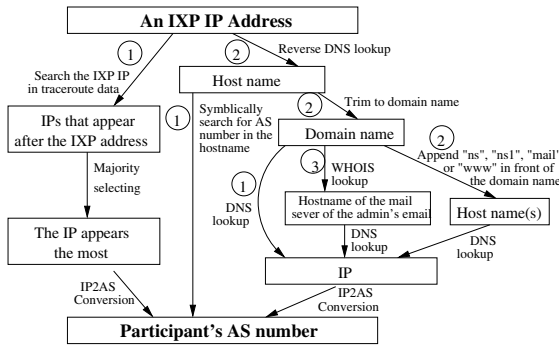 An IXP IP Address
1
2
Reverse DNS lookup
Search the IXP IP
in traceroute data
Host name
1
Symblically
search for AS
number in the
hostname
2
Trim to domain name
IPs that appear
after the IXP address
Domain name
2
Append "ns", "ns1", "mail"
or "www" in front of
the domain name
3
WHOIS
lookup
1
DNS
lookup
Majority
selecting
Hostname of the mail
sever of the admin's email
Host name(s)
The IP appears
the most
DNS
lookup
DNS
lookup
IP
IP2AS
Conversion
IP2AS
Conversion
Participant's AS number